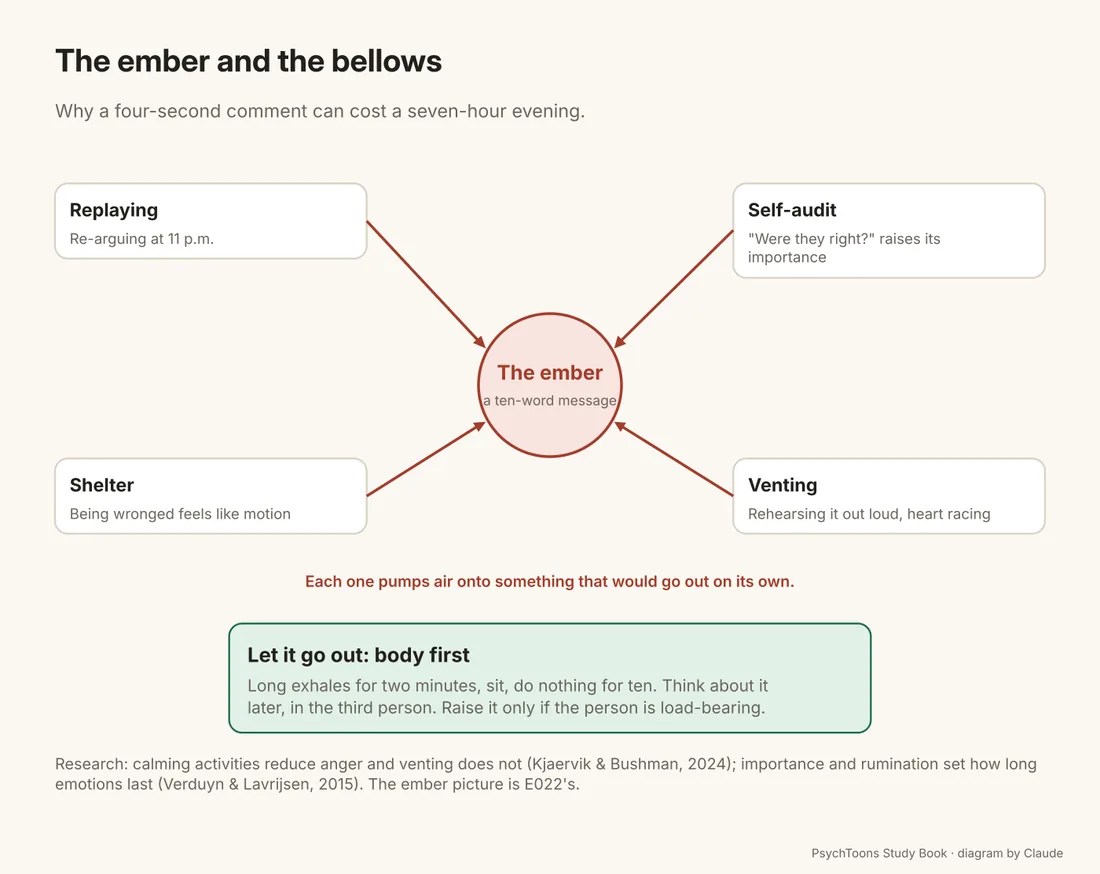 The ember and the bellows
Why a four-second comment can cost a seven-hour evening.
Replaying
Re-arguing at 11 p.m.
Self-audit
"Were they right?" raises its
importance
The ember
a ten-word message
Shelter
Being wronged feels like motion
Venting
Rehearsing it out loud, heart racing
Each one pumps air onto something that would go out on its own.
Let it go out: body first
Long exhales for two minutes, sit, do nothing for ten. Think about it
later, in the third person. Raise it only if the person is load-bearing.
Research: calming activities reduce anger and venting does not (Kjaervik & Bushman, 2024); importance and rumination set how long
emotions last (Verduyn & Lavrijsen, 2015). The ember picture is E022's.
PsychToons Study Book · diagram by Claude